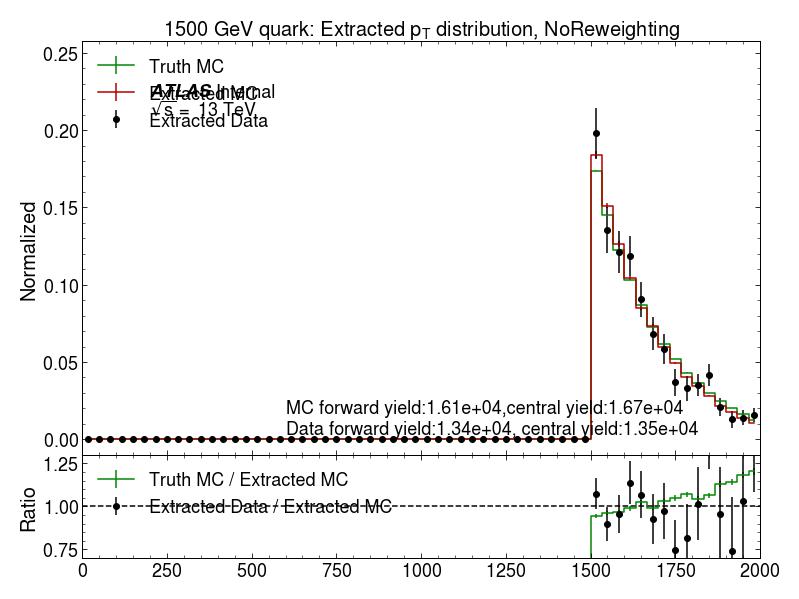 1500 GeV quark: Extracted pT distribution, NoReweighting
Normalized
0.20
0.15
0.10
0.05
0.00
Truth MC
Extracted MC
ATLAS Internal
√s = 13 TeV
Extracted Data
MC forward yield:1.61e+04,central yield:1.67e+04
Data forward yield:1.34e+04, central yield:1.35e+04
Ratio
1.25
1.00
0.75
Truth MC / Extracted MC
Extracted Data / Extracted MC
0 250 500 750 1000 1250 1500 1750 2000